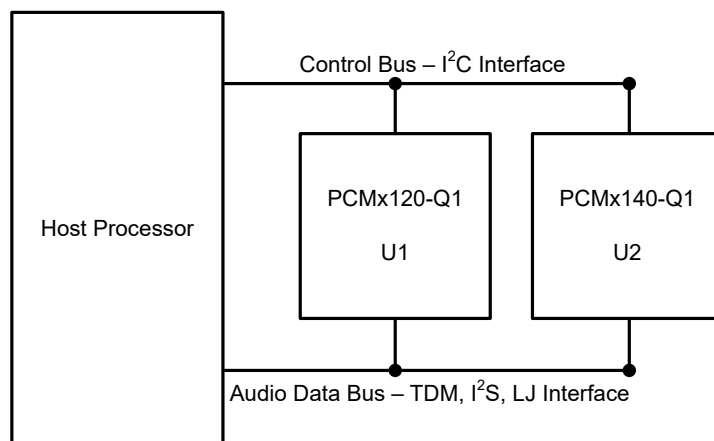 Control Bus – I²C Interface
PCMx120-Q1
PCMx140-Q1
Host Processor
U1
U2
Audio Data Bus – TDM, I²S, LJ Interface